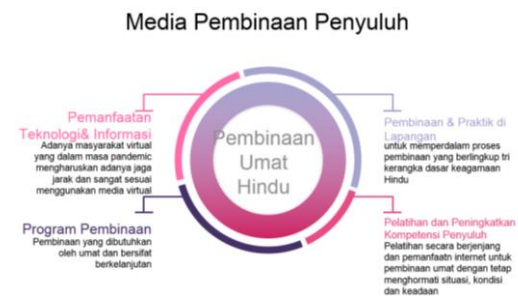 Media Pembinaan Penyuluh
Pemanfaatan
Teknologi& Informasi
Adanya masyarakat virtual
yang dalam masa pandemic
mengharuskan adanya jaga
jarak dan sangat sesuai
menggunakan media virtual
Program Pembinaan
Pembinaan yang dibutuhkan
oleh umat dan bersifat
berkelanjutan
Pembinaan
Umat
Hindu
Pembinaan & Praktik di
Lapangan
untuk memperdalam proses
pembinaan yang berlingkup tri
kerangka dasar keagamaan
Hindu
Pelatihan dan Peningkatkan
Kompetensi Penyuluh
Pelatihan secara berjenjang
dan pemanfaatn internet untuk
pembinaan umat dengan tetap
menghormati situasi, kondisi
dan keadaan